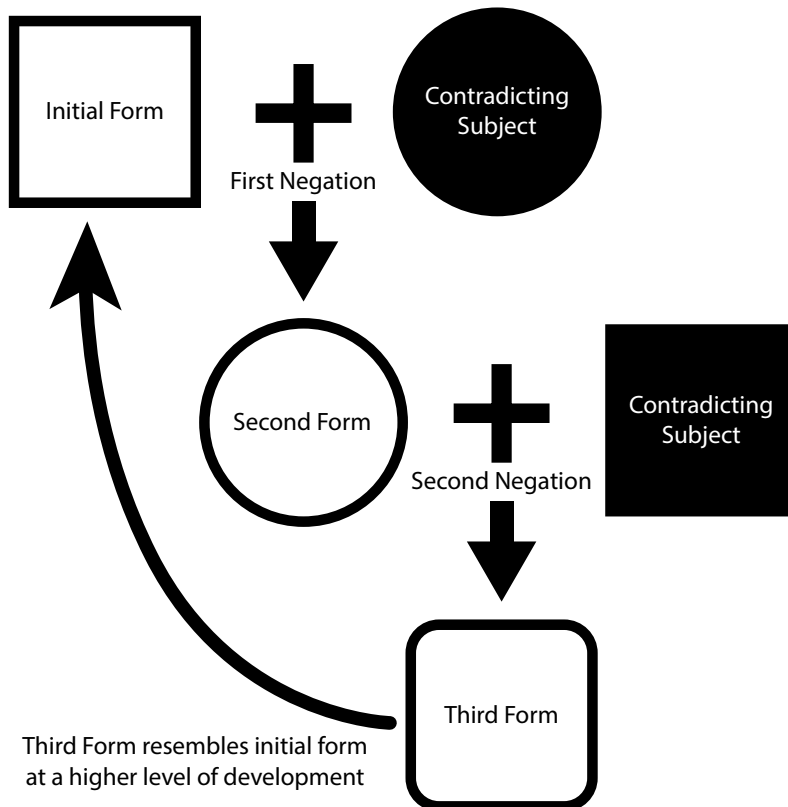 Initial Form
Contradicting
Subject
First Negation
Second Form
Contradicting
Subject
Second Negation
Third Form
Third Form resembles initial form
at a higher level of development